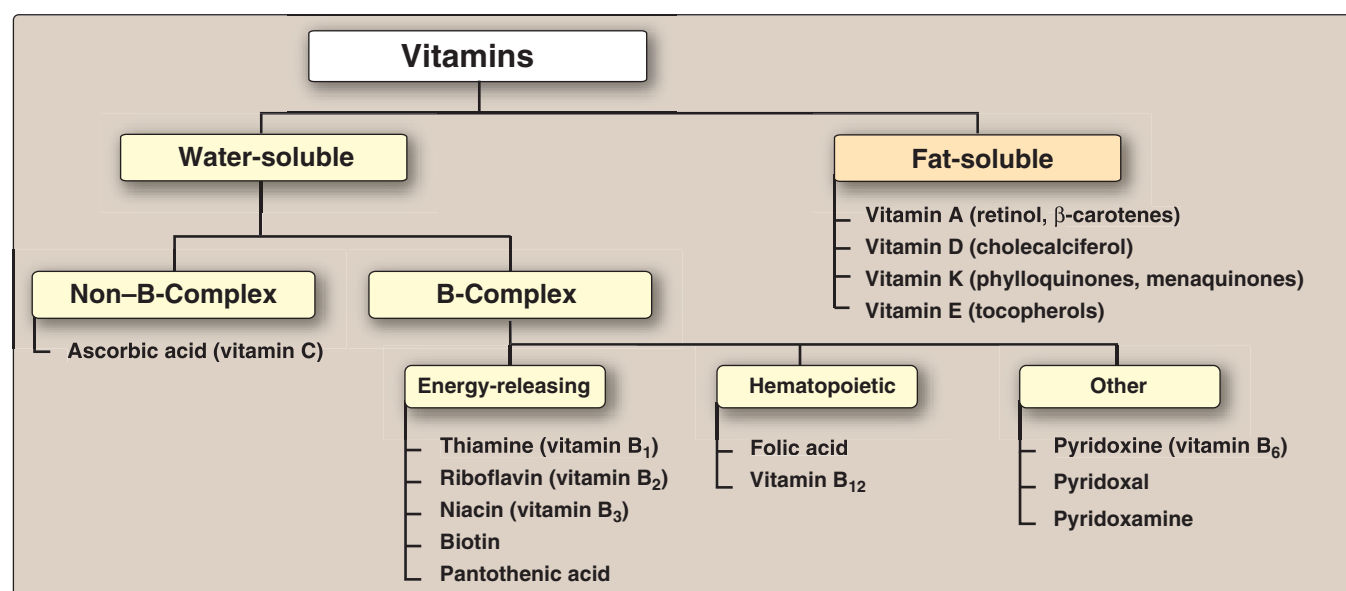 Vitamins
Water-soluble
Fat-soluble
Vitamin A (retinol, β-carotenes)
Vitamin D (cholecalciferol)
Vitamin K (phylloquinones, menaquinones)
Vitamin E (tocopherols)
Non–B-Complex
Ascorbic acid (vitamin C)
B-Complex
Energy-releasing
Thiamine (vitamin B₁)
Riboflavin (vitamin B₂)
Niacin (vitamin B₃)
Biotin
Pantothenic acid
Hematopoietic
Folic acid
Vitamin B₁₂
Other
Pyridoxine (vitamin B₆)
Pyridoxal
Pyridoxamine